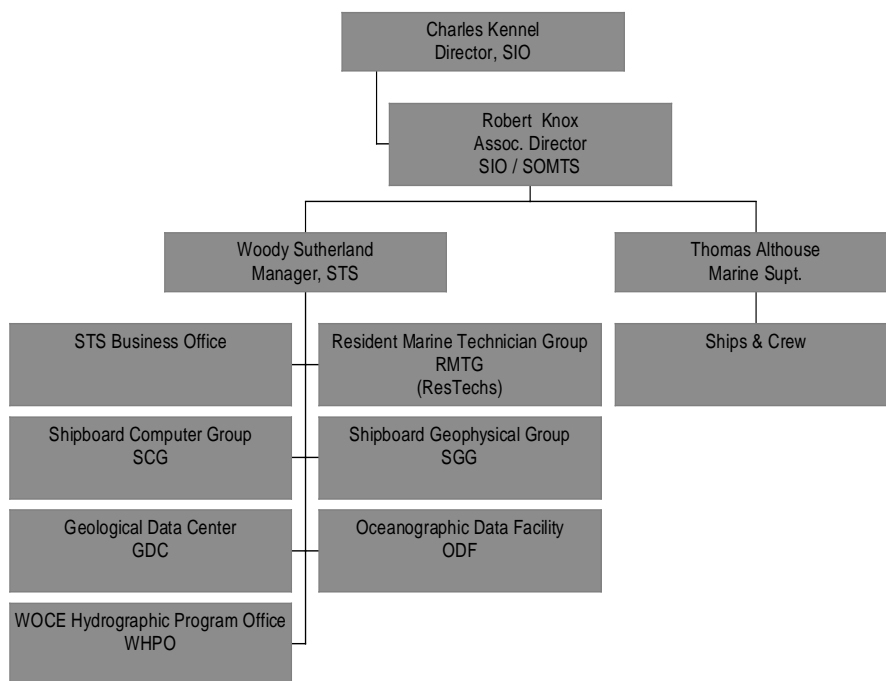 Charles Kennel
Director, SIO
Robert Knox
Assoc. Director
SIO / SOMTS
Woody Sutherland
Manager, STS
Thomas Althouse
Marine Supt.
STS Business Office
Resident Marine Technician Group
RMTG
(ResTechs)
Ships & Crew
Shipboard Computer Group
SCG
Shipboard Geophysical Group
SGG
Geological Data Center
GDC
Oceanographic Data Facility
ODF
WOCE Hydrographic Program Office
WHPO